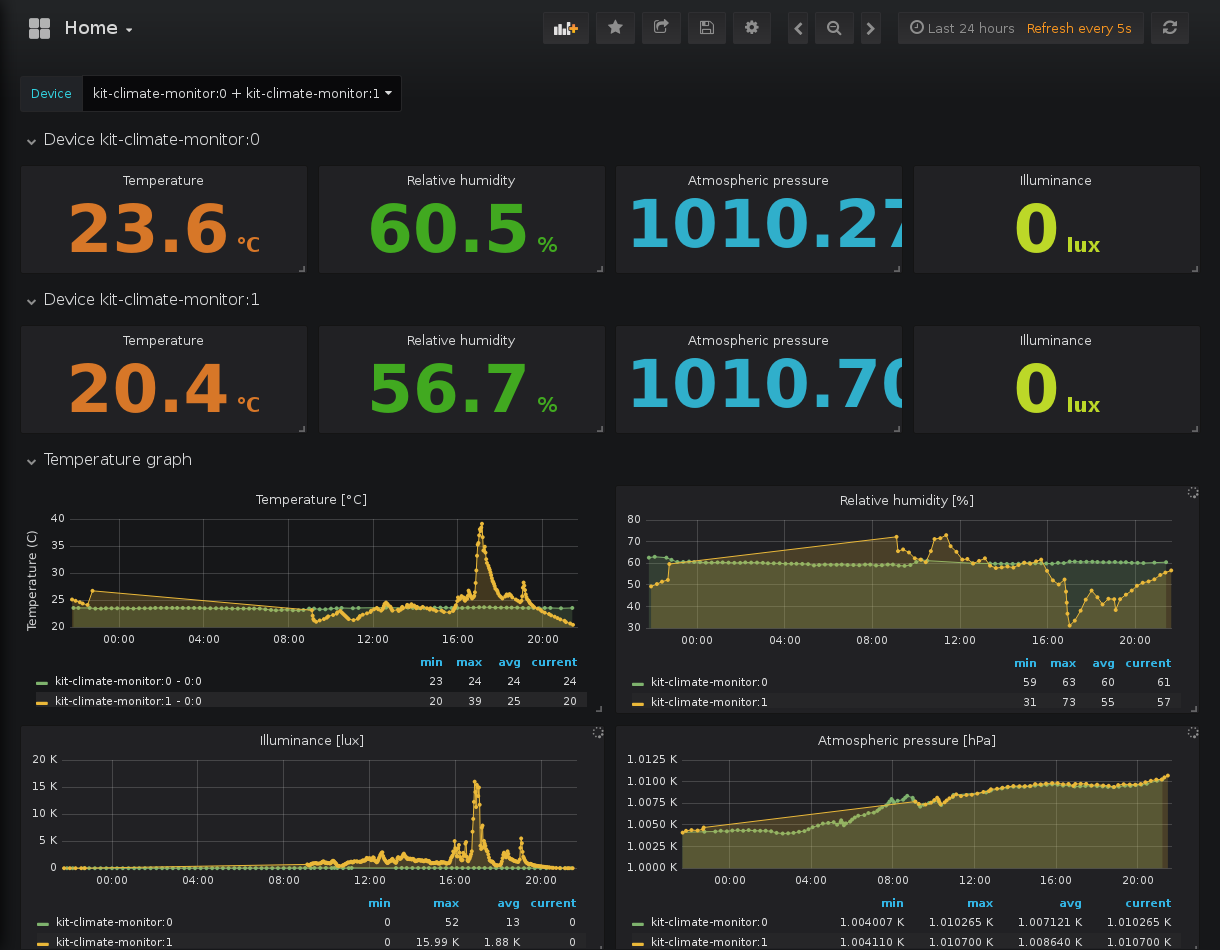 Home
Last 24 hours Refresh every 5s
Device kit-climate-monitor:0 + kit-climate-monitor:1
Device kit-climate-monitor:0
Temperature Relative humidity Atmospheric pressure Illuminance
23.6 °C 60.5 % 1010.27 0 lux
Device kit-climate-monitor:1
Temperature Relative humidity Atmospheric pressure Illuminance
20.4 °C 56.7 % 1010.70 0 lux
Temperature graph
Temperature [°C]
Temperature (C)
40
35
30
25
20
00:00 04:00 08:00 12:00 16:00 20:00
min max avg current
kit-climate-monitor:0 - 0:0 23 24 24 24
kit-climate-monitor:1 - 0:0 20 39 25 20
Relative humidity [%]
80
70
60
50
40
30
00:00 04:00 08:00 12:00 16:00 20:00
min max avg current
kit-climate-monitor:0 59 63 60 61
kit-climate-monitor:1 31 73 55 57
Illuminance [lux]
20 K
15 K
10 K
5 K
0
00:00 04:00 08:00 12:00 16:00 20:00
min max avg current
kit-climate-monitor:0 0 52 13 0
kit-climate-monitor:1 0 15.99 K 1.88 K 0
Atmospheric pressure [hPa]
1.0125 K
1.0100 K
1.0075 K
1.0050 K
1.0025 K
1.0000 K
00:00 04:00 08:00 12:00 16:00 20:00
min max avg current
kit-climate-monitor:0 1.004007 K 1.010265 K 1.007121 K 1.010265 K
kit-climate-monitor:1 1.004110 K 1.010700 K 1.008640 K 1.010700 K